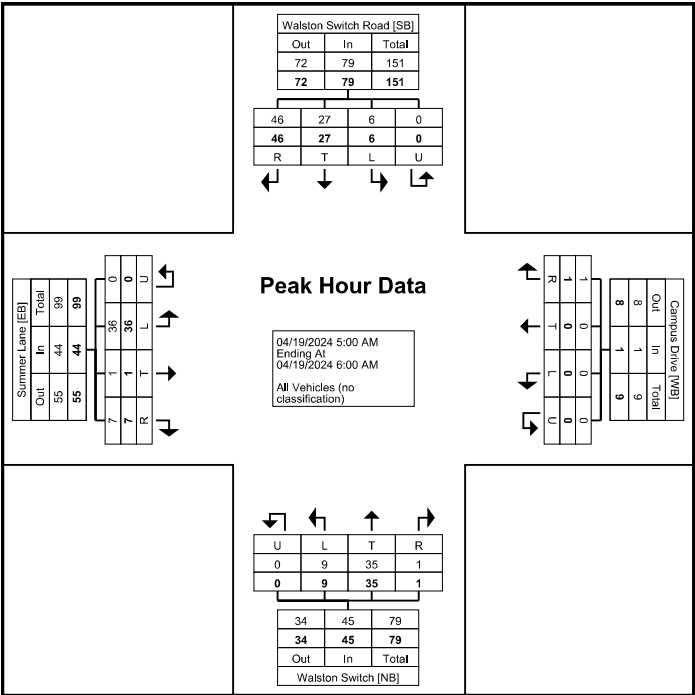 Walston Switch Road [SB]
Out In Total
72 79 151
72 79 151
46 27 6 0
46 27 6 0
R T L U
Summer Lane [EB]
Total In Out
99 44 55
99 44 55
0 36 1 7
0 36 1 7
U L T R
Peak Hour Data
04/19/2024 5:00 AM
Ending At
04/19/2024 6:00 AM
All Vehicles (no
classification)
R T L U
1 0 0 0
1 0 0 0
8 1 9
8 1 9
Out In Total
Campus Drive [WB]
U L T R
0 9 35 1
0 9 35 1
34 45 79
34 45 79
Out In Total
Walston Switch [NB]